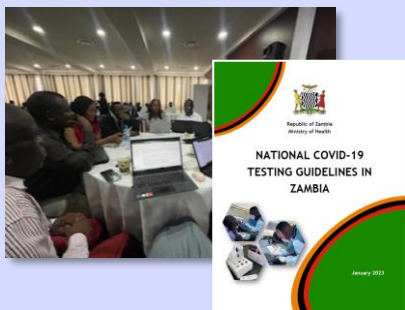 Republic of Zambia
Ministry of Health
NATIONAL COVID-19
TESTING GUIDELINES IN
ZAMBIA
January 2023